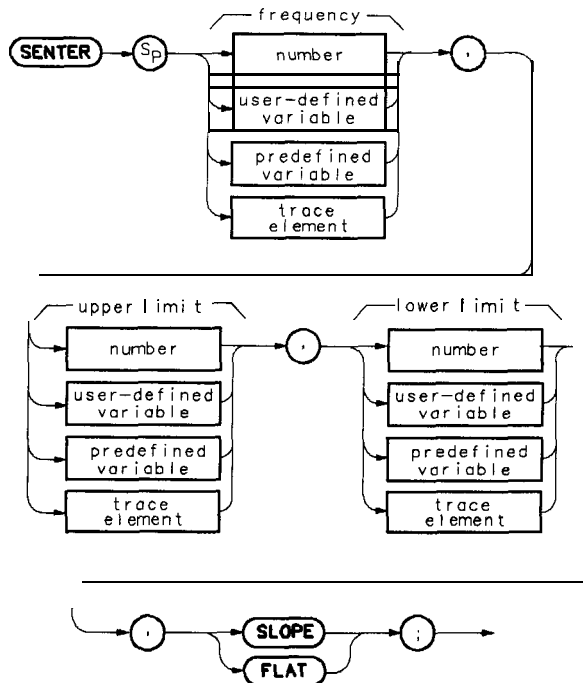 frequency
SENTER
Sp
number
,
user-defined
variable
predefined
variable
trace
element
upper limit
lower limit
number
,
number
user-defined
variable
user-defined
variable
predefined
variable
predefined
variable
trace
element
trace
element
,
SLOPE
;
FLAT